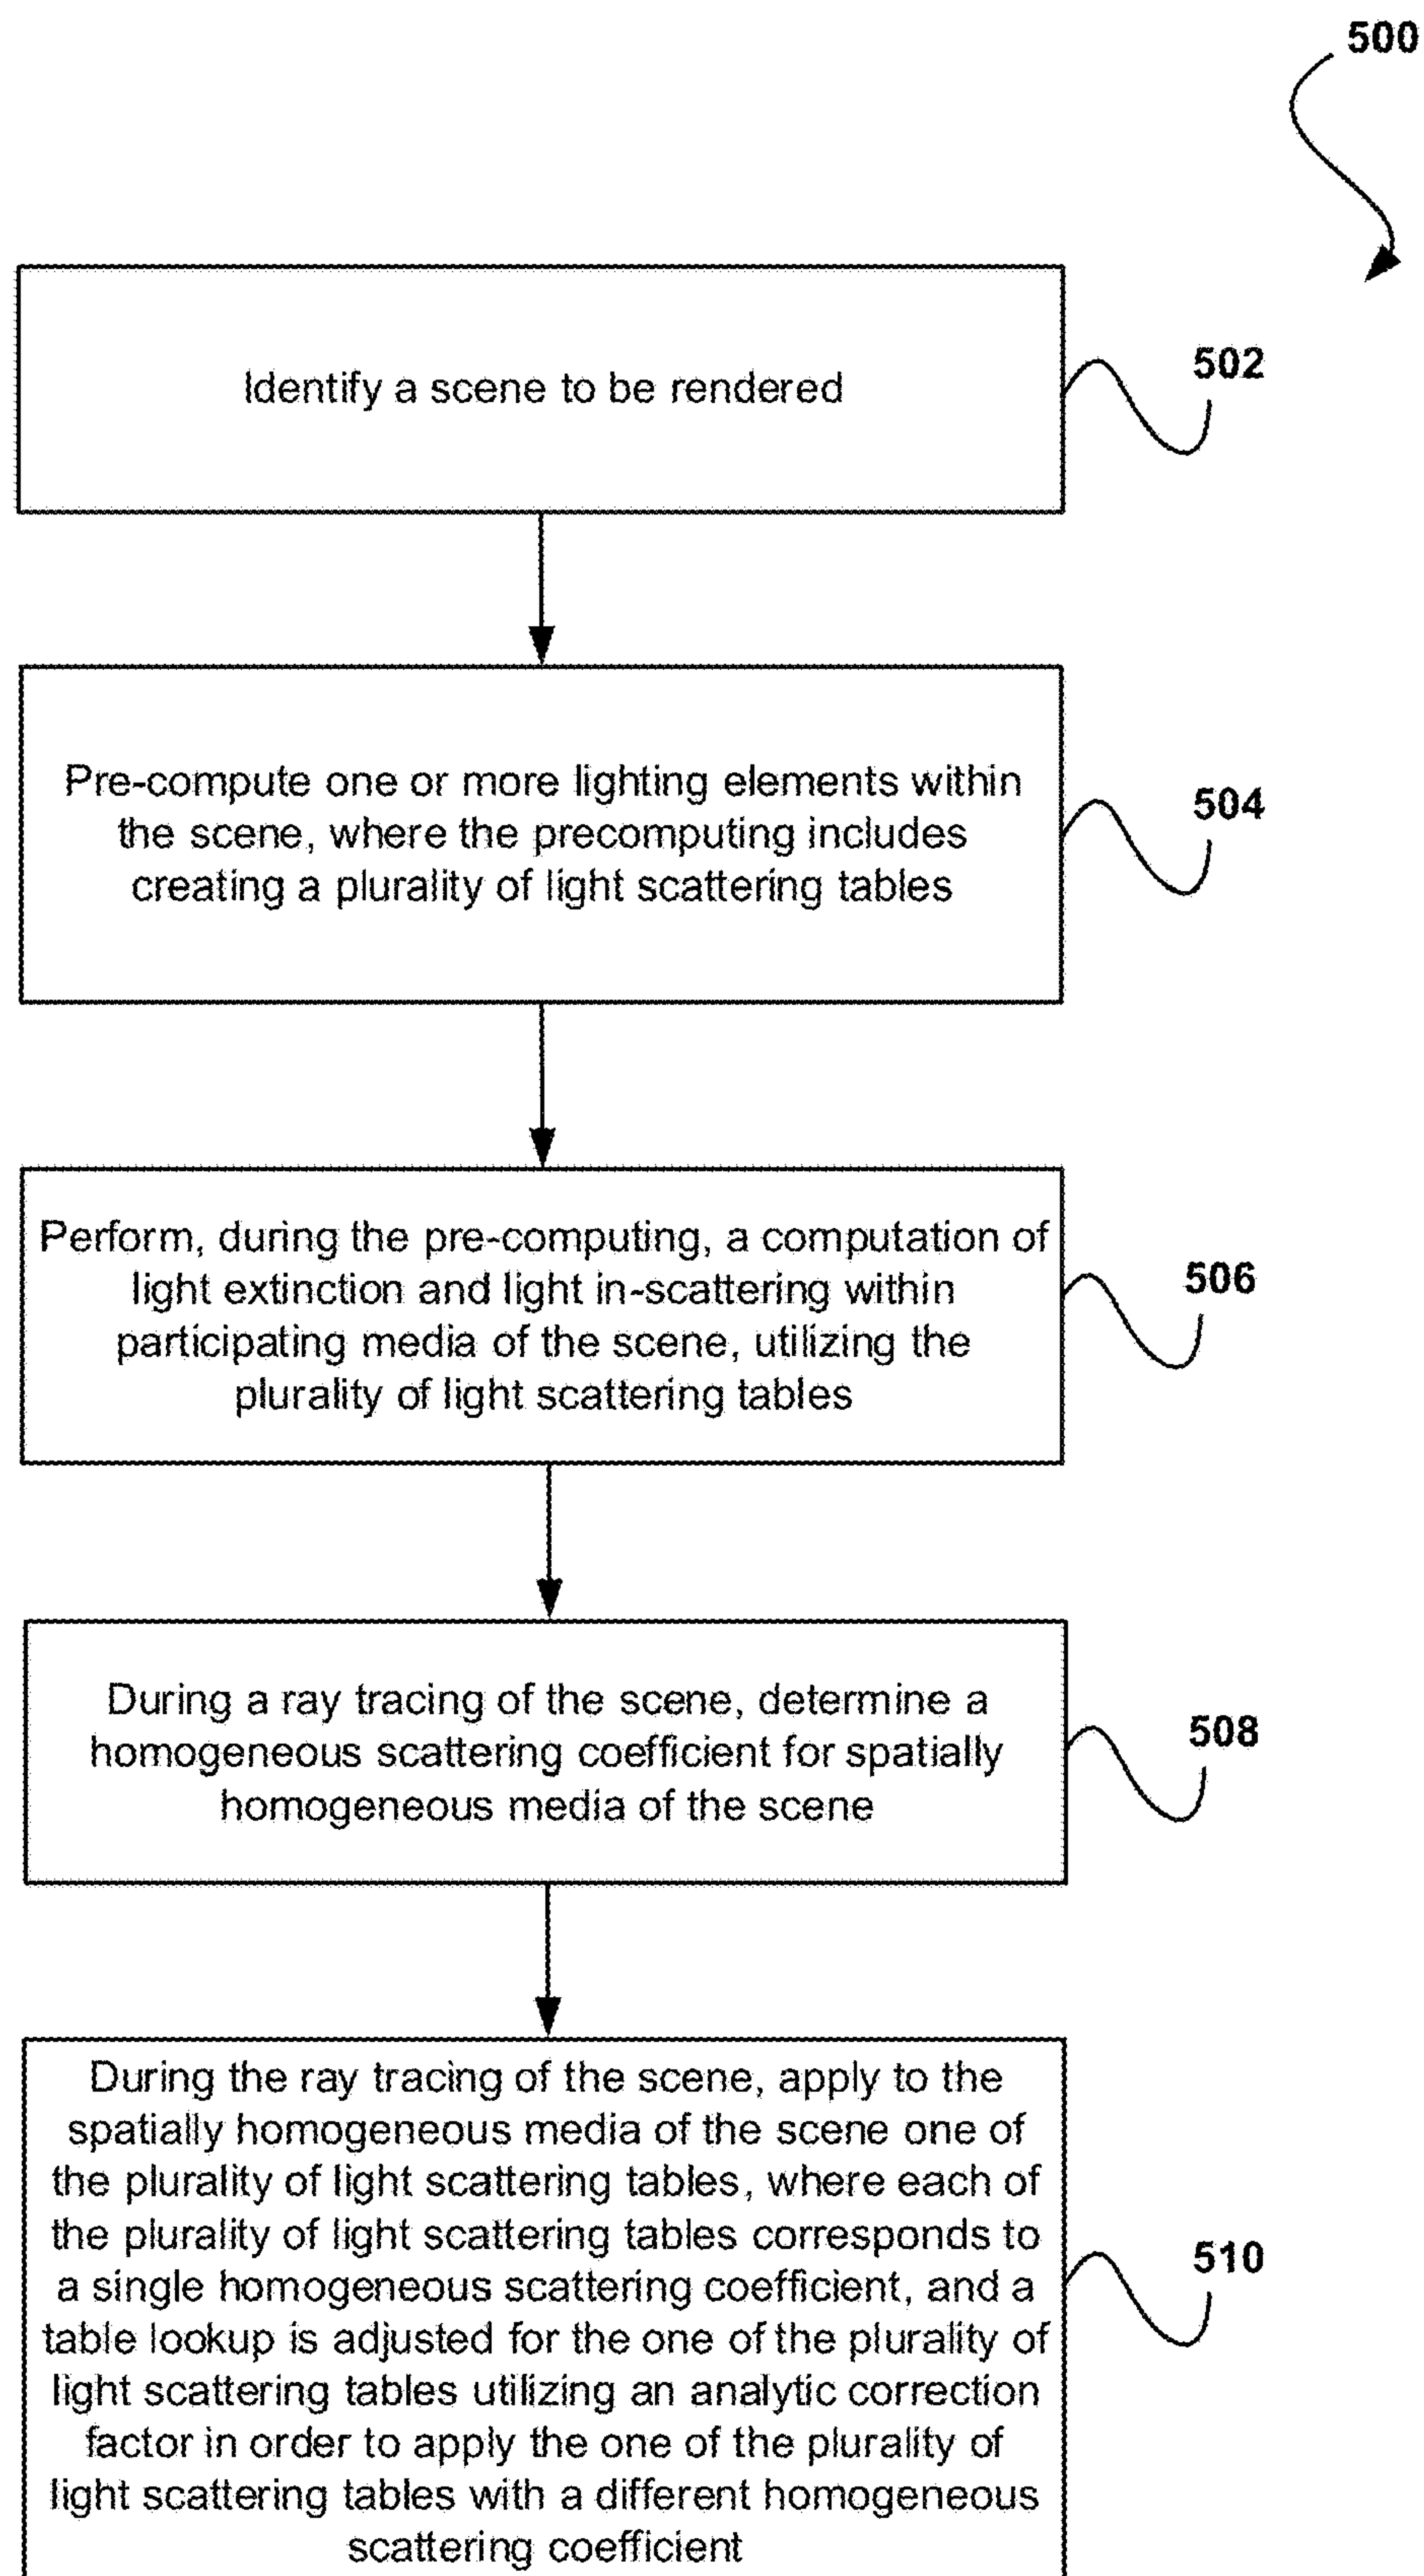 500
Identify a scene to be rendered
502
Pre-compute one or more lighting elements within
the scene, where the precomputing includes
creating a plurality of light scattering tables
504
Perform, during the pre-computing, a computation of
light extinction and light in-scattering within
participating media of the scene, utilizing the
plurality of light scattering tables
506
During a ray tracing of the scene, determine a
homogeneous scattering coefficient for spatially
homogeneous media of the scene
508
During the ray tracing of the scene, apply to the
spatially homogeneous media of the scene one of
the plurality of light scattering tables, where each of
the plurality of light scattering tables corresponds to
a single homogeneous scattering coefficient, and a
table lookup is adjusted for the one of the plurality of
light scattering tables utilizing an analytic correction
factor in order to apply the one of the plurality of
light scattering tables with a different homogeneous
scattering coefficient
510